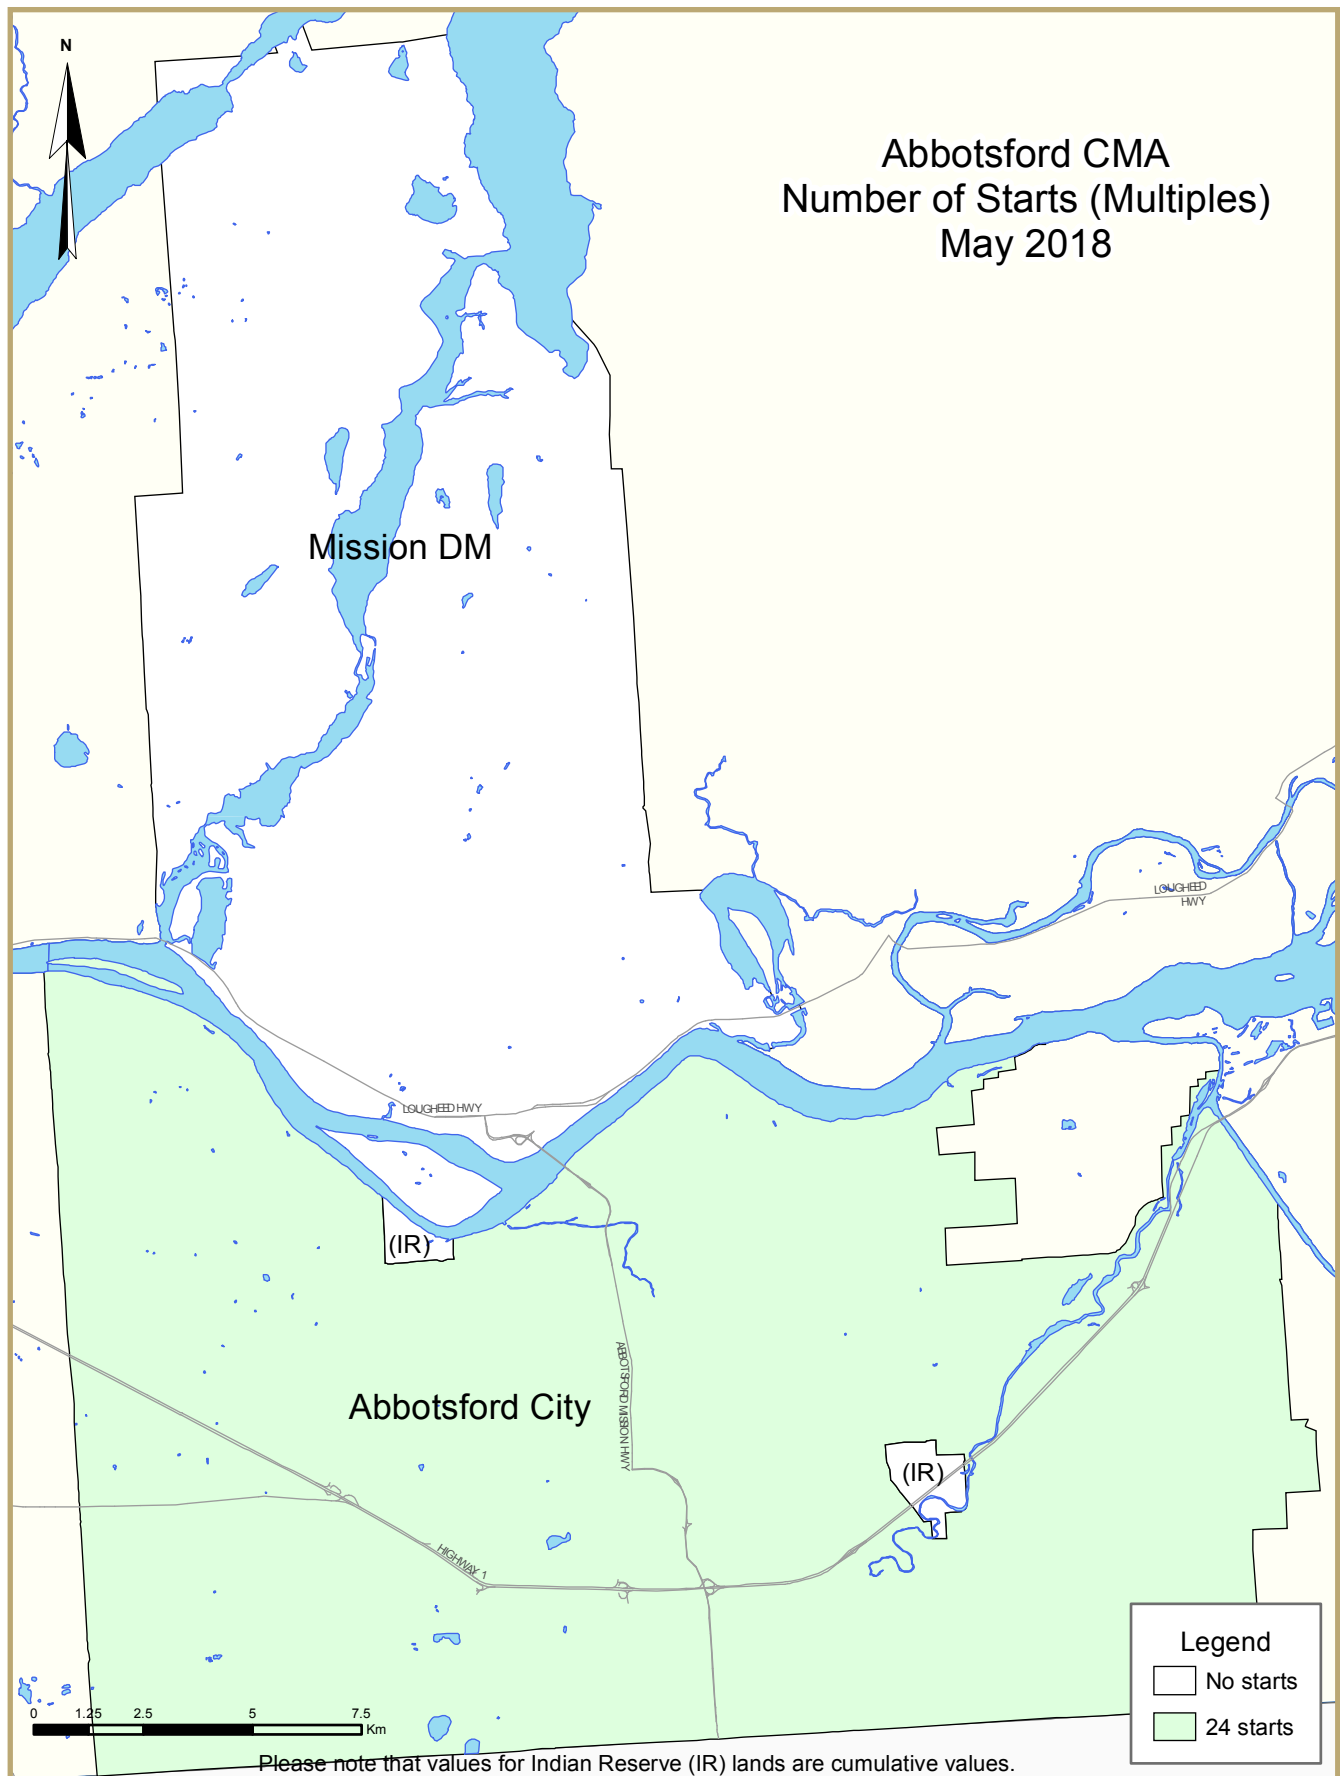 N
Abbotsford CMA
Number of Starts (Multiples)
May 2018
Mission DM
LOUGHEED
HWY
LOUGHEED HWY
(IR)
ABBOTSFORD MISSION HWY
Abbotsford City
(IR)
HIGHWAY 1
Legend
No starts
24 starts
0 1.25 2.5 5 7.5
Km
Please note that values for Indian Reserve (IR) lands are cumulative values.